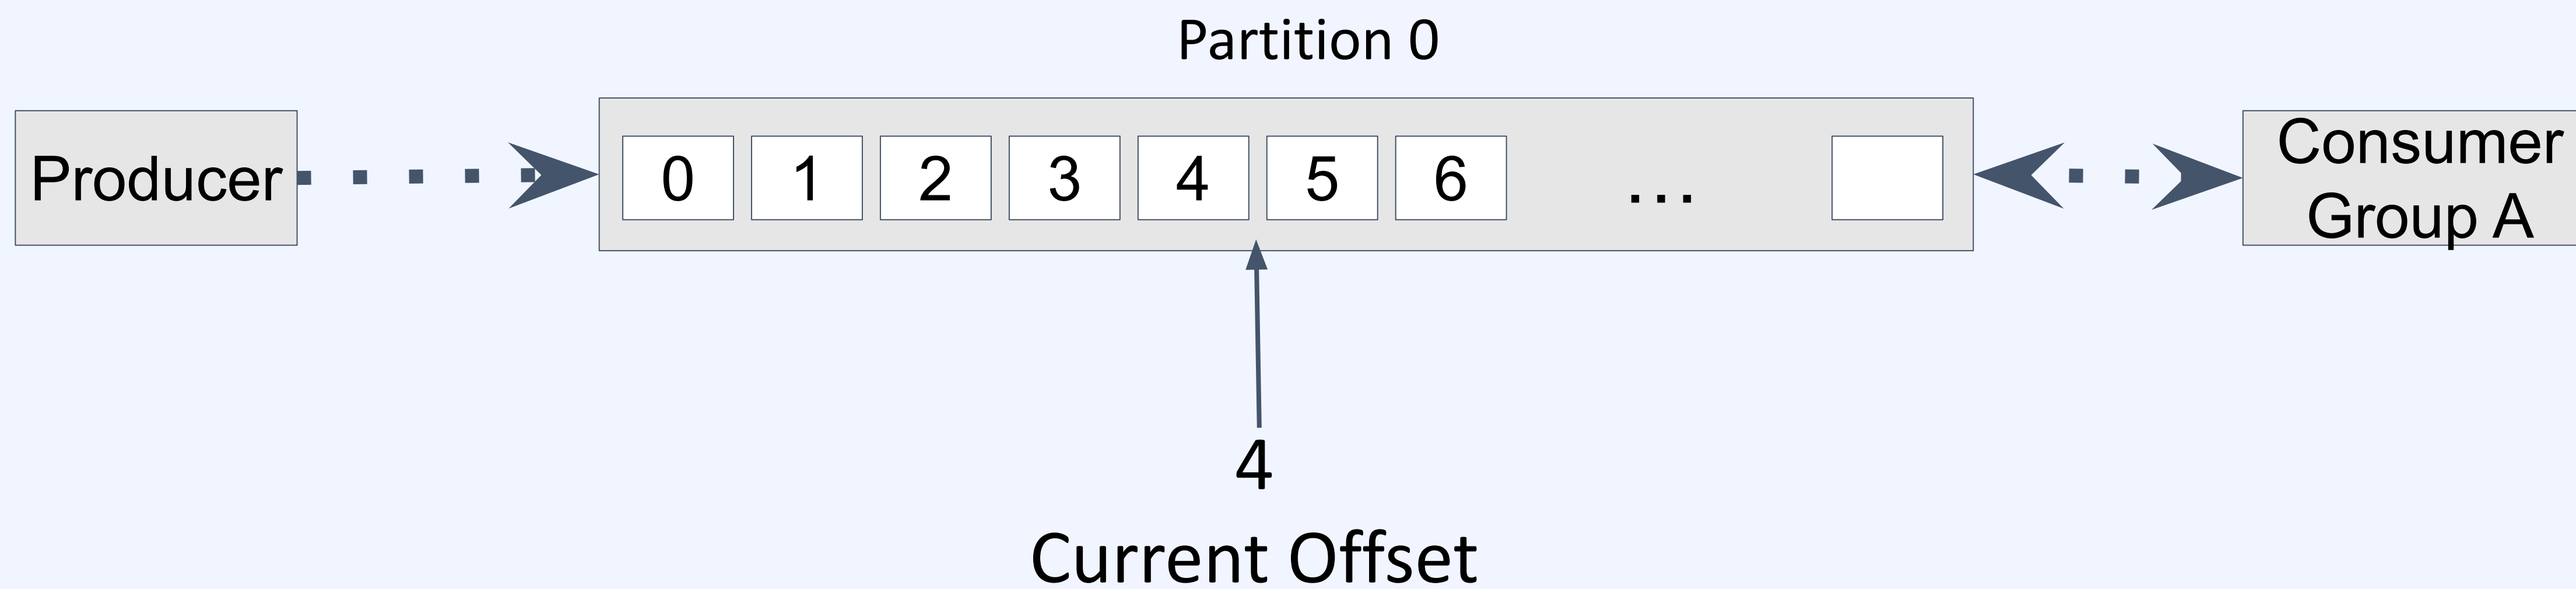 Partition 0
Producer
0 1 2 3 4 5 6 ...
Consumer
Group A
4
Current Offset